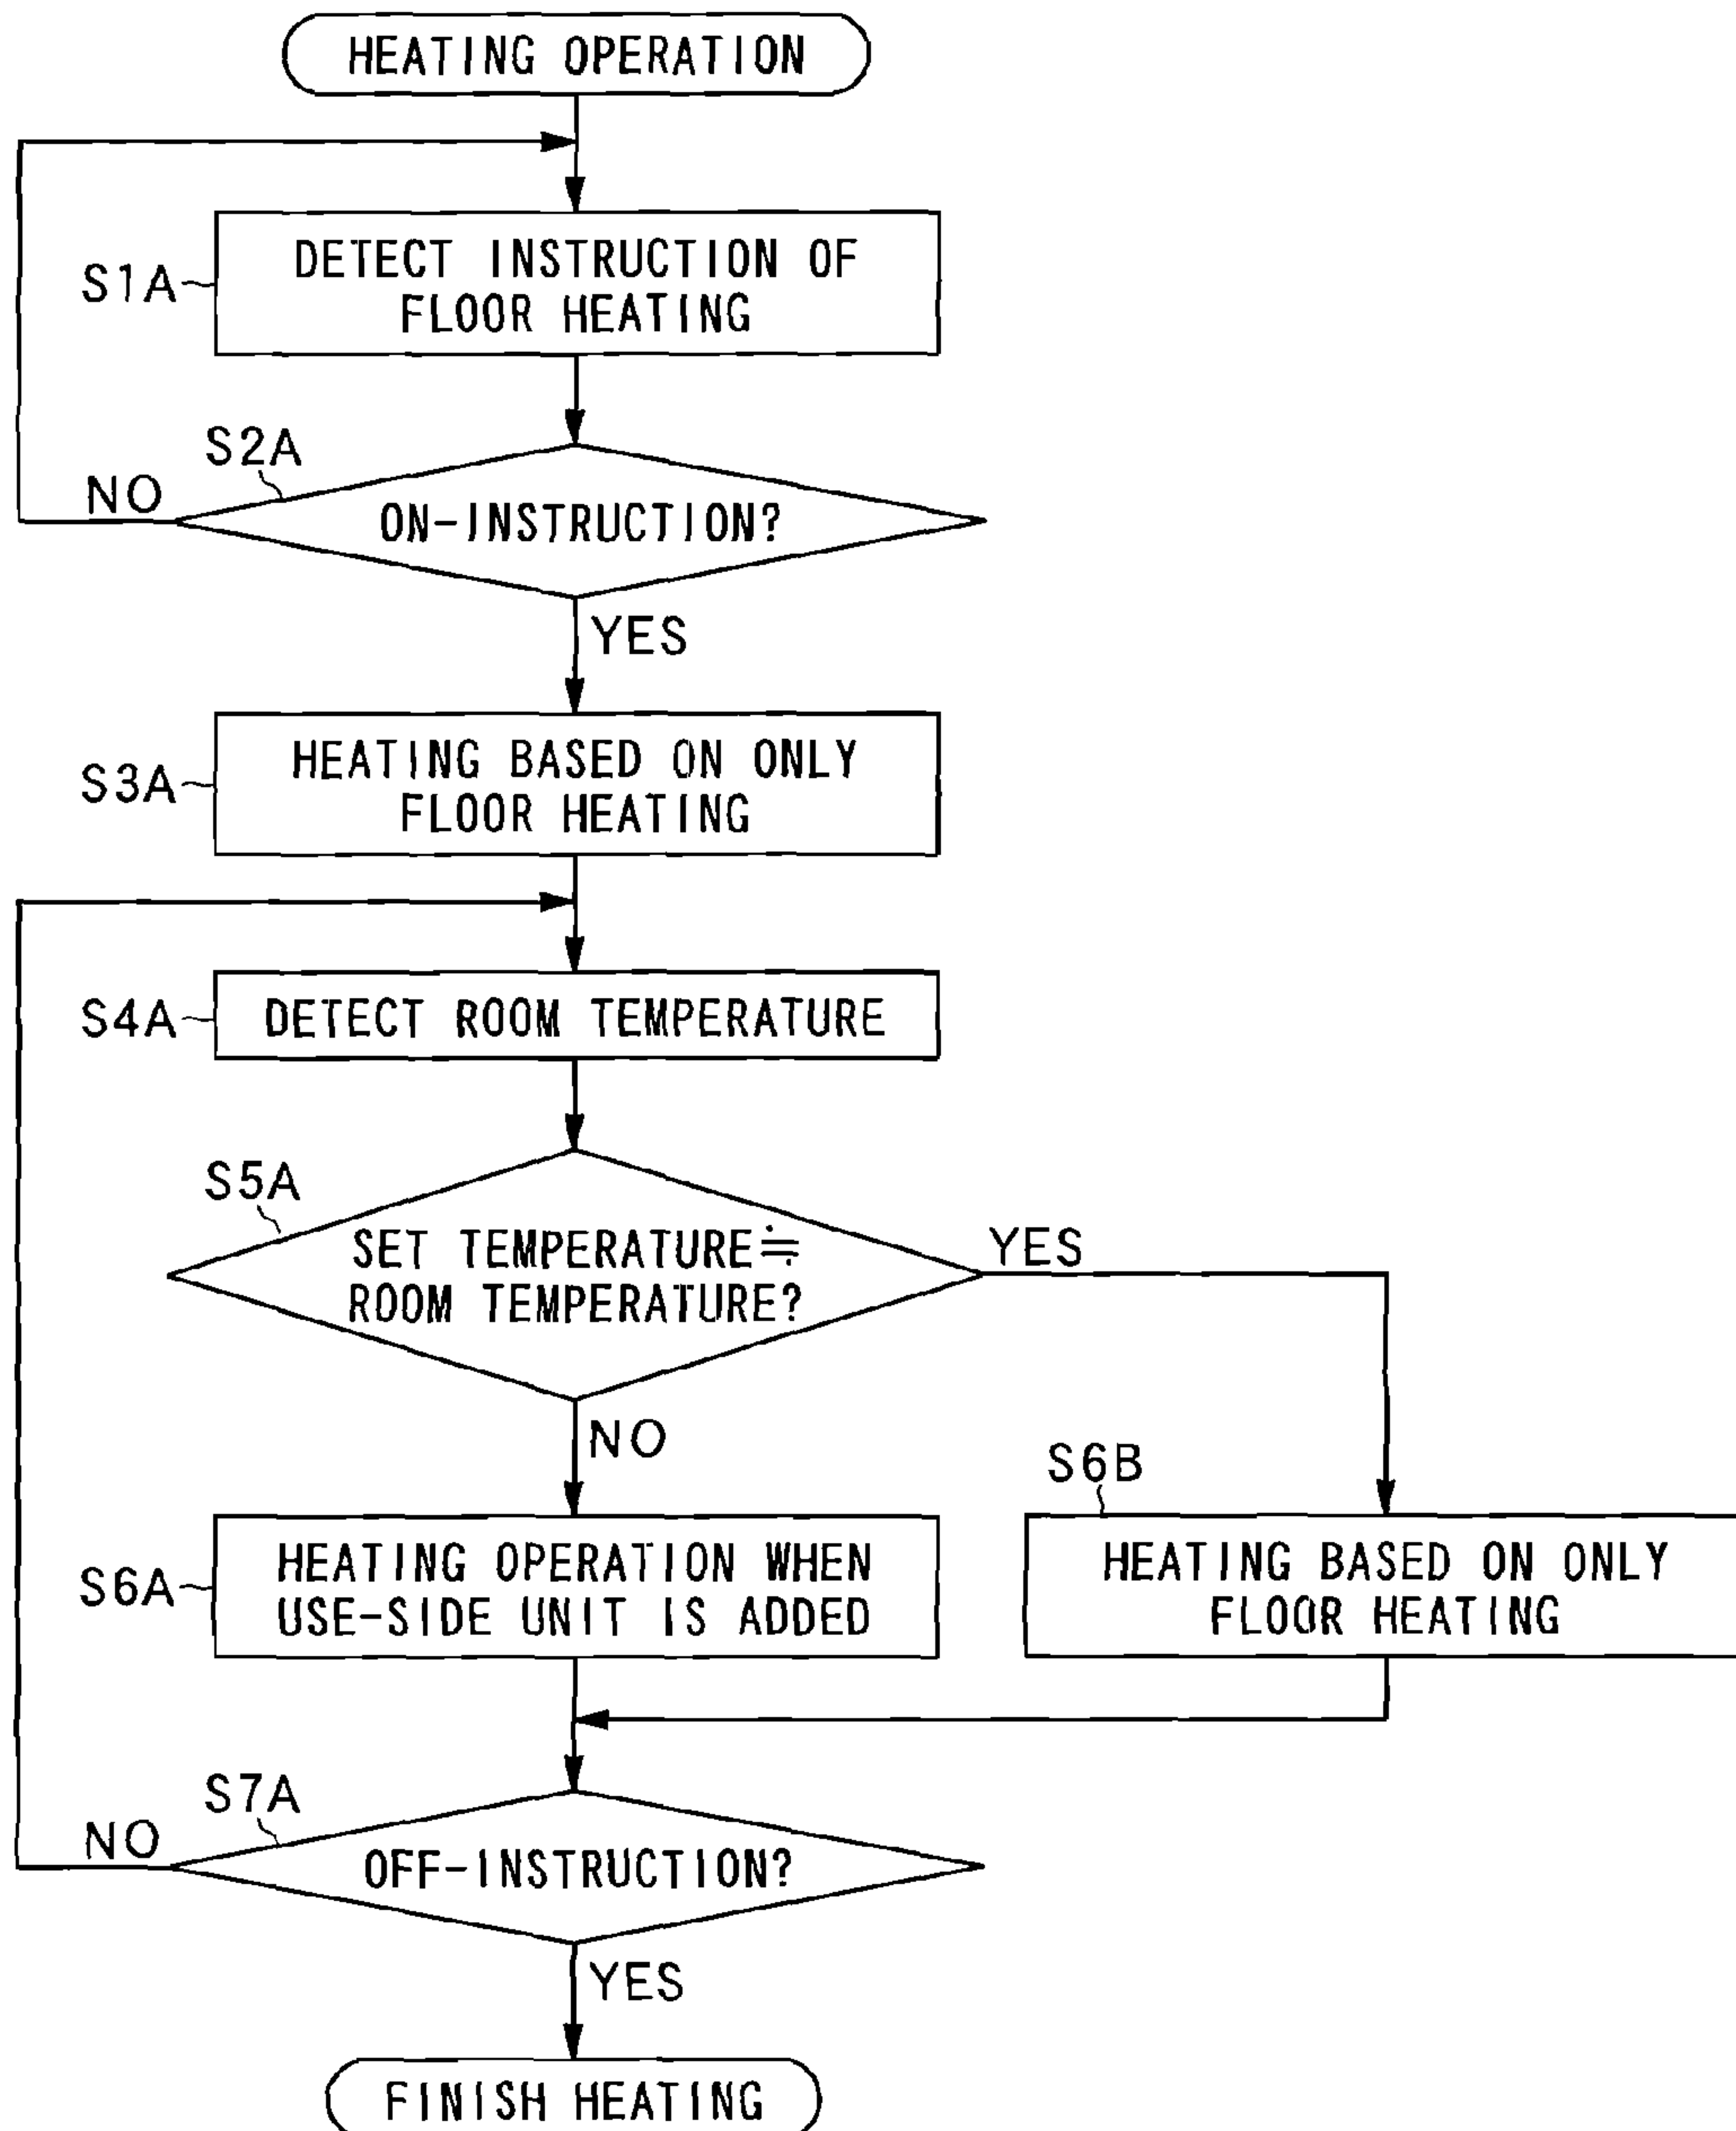 HEATING OPERATION
S1A
DETECT INSTRUCTION OF
FLOOR HEATING
S2A
NO
ON-INSTRUCTION?
YES
S3A
HEATING BASED ON ONLY
FLOOR HEATING
S4A
DETECT ROOM TEMPERATURE
S5A
SET TEMPERATURE≒
ROOM TEMPERATURE?
YES
NO
S6A
HEATING OPERATION WHEN
USE-SIDE UNIT IS ADDED
S6B
HEATING BASED ON ONLY
FLOOR HEATING
S7A
NO
OFF-INSTRUCTION?
YES
FINISH HEATING